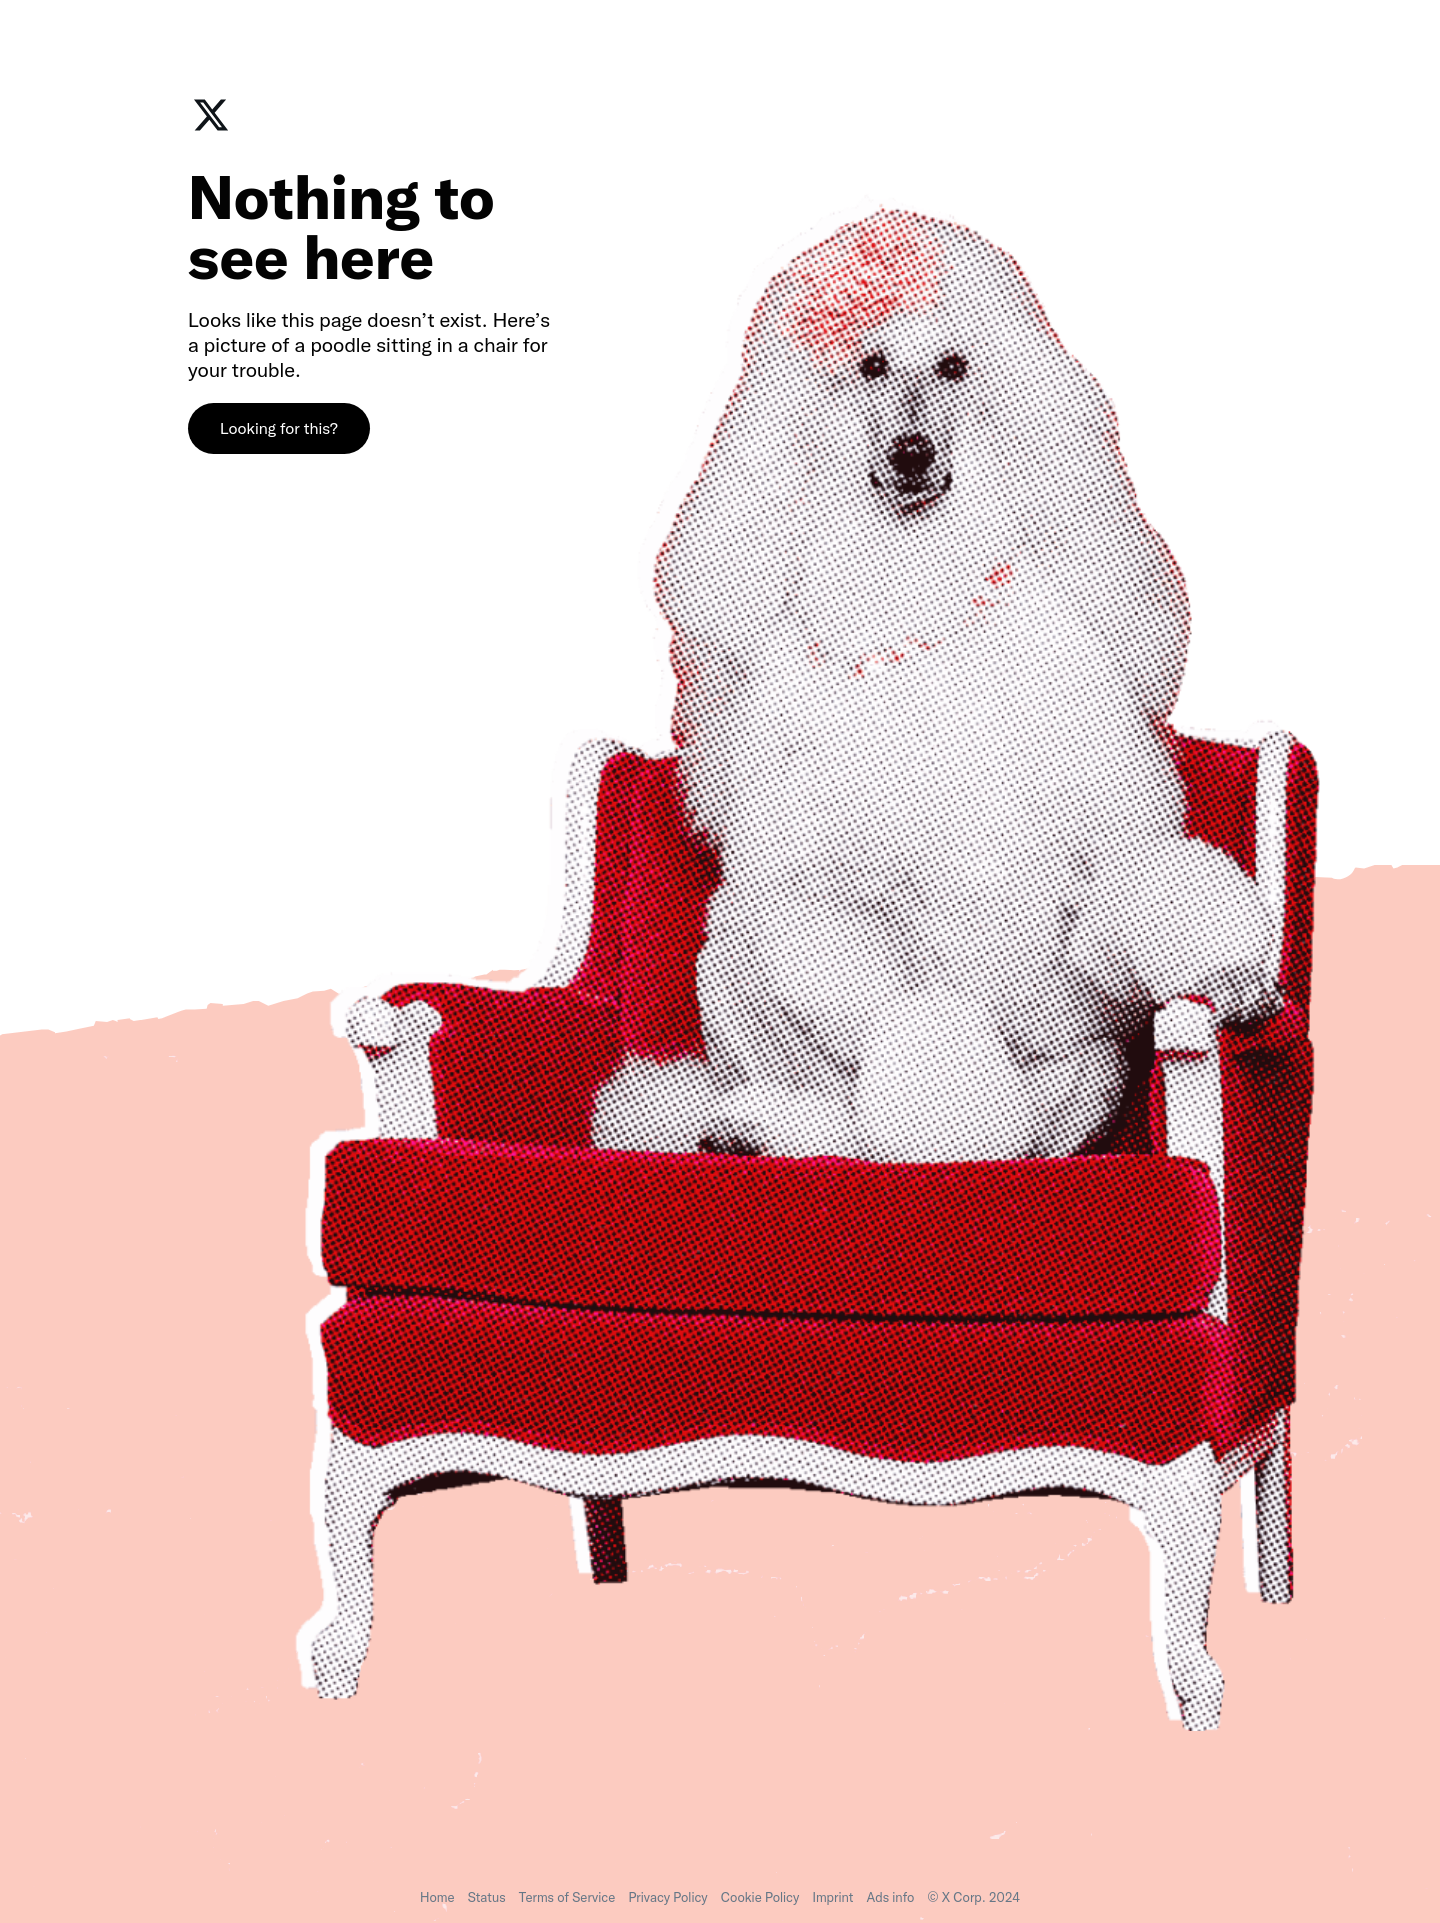 Nothing to
see here
Looks like this page doesn’t exist. Here’s
a picture of a poodle sitting in a chair for
your trouble.
Looking for this?
Home Status Terms of Service Privacy Policy Cookie Policy Imprint Ads info © X Corp. 2024